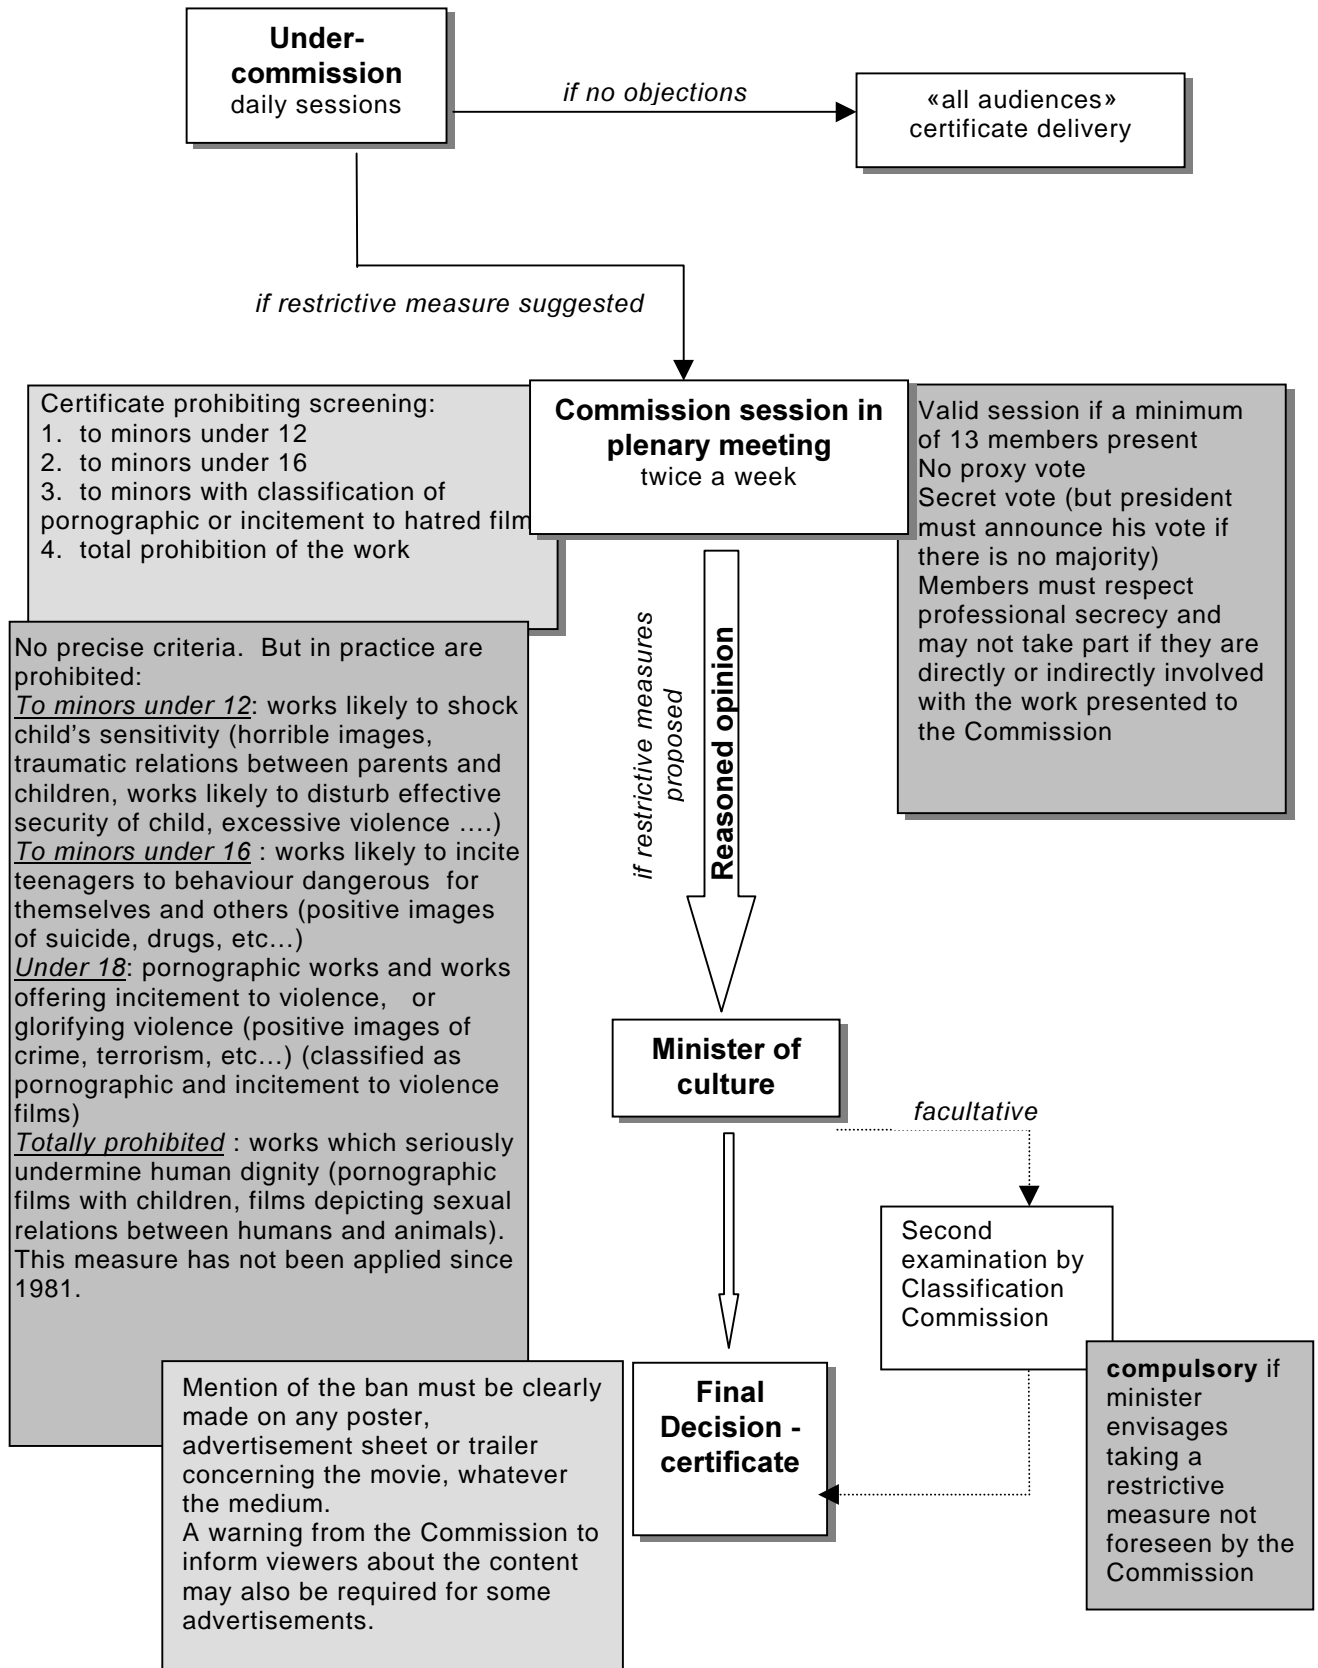 Under-
commission
daily sessions
if no objections
«all audiences»
certificate delivery
if restrictive measure suggested
Certificate prohibiting screening:
1. to minors under 12
2. to minors under 16
3. to minors with classification of
pornographic or incitement to hatred film
4. total prohibition of the work
Commission session in
plenary meeting
twice a week
Valid session if a minimum
of 13 members present
No proxy vote
Secret vote (but president
must announce his vote if
there is no majority)
Members must respect
professional secrecy and
may not take part if they are
directly or indirectly involved
with the work presented to
the Commission
No precise criteria. But in practice are
prohibited:
To minors under 12: works likely to shock
child's sensitivity (horrible images,
traumatic relations between parents and
children, works likely to disturb effective
security of child, excessive violence ....)
To minors under 16 : works likely to incite
teenagers to behaviour dangerous for
themselves and others (positive images
of suicide, drugs, etc...)
Under 18: pornographic works and works
offering incitement to violence, or
glorifying violence (positive images of
crime, terrorism, etc...) (classified as
pornographic and incitement to violence
films)
Totally prohibited : works which seriously
undermine human dignity (pornographic
films with children, films depicting sexual
relations between humans and animals).
This measure has not been applied since
1981.
if restrictive measures
proposed
Reasoned opinion
Minister of
culture
facultative
Second
examination by
Classification
Commission
compulsory if
minister
envisages
taking a
restrictive
measure not
foreseen by the
Commission
Final
Decision -
certificate
Mention of the ban must be clearly
made on any poster,
advertisement sheet or trailer
concerning the movie, whatever
the medium.
A warning from the Commission to
inform viewers about the content
may also be required for some
advertisements.